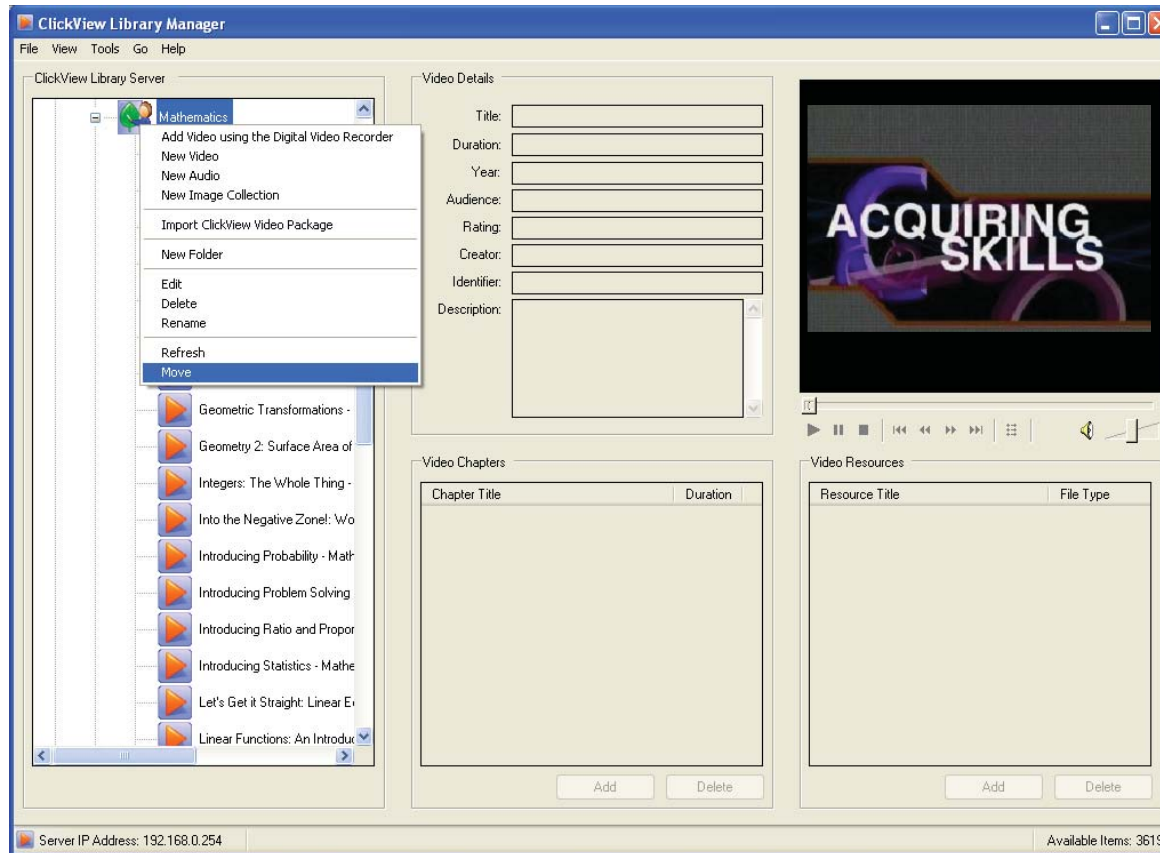 ClickView Library Manager
File View Tools Go Help
ClickView Library Server
Mathematics
Add Video using the Digital Video Recorder
New Video
New Audio
New Image Collection
Import ClickView Video Package
New Folder
Edit
Delete
Rename
Refresh
Move
Geometric Transformations -
Geometry 2: Surface Area of
Integers: The Whole Thing -
Into the Negative Zone!: Wo
Introducing Probability - Math
Introducing Problem Solving
Introducing Ratio and Propor
Introducing Statistics - Mathe
Let's Get it Straight: Linear E
Linear Functions: An Introduc
Video Details
Title:
Duration:
Year:
Audience:
Rating:
Creator:
Identifier:
Description:
ACQUIRING
SKILLS
Video Chapters
Chapter Title Duration
Add Delete
Video Resources
Resource Title File Type
Add Delete
Server IP Address: 192.168.0.254
Available Items: 3619